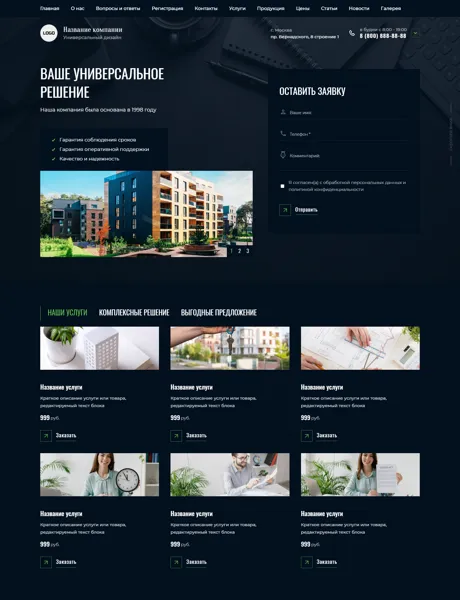 Главная О нас Вопросы и ответы Регистрация Контакты Услуги Продукция Цены Статьи Новости Галерея
LOGO
Название компании
Универсальный дизайн
г. Москва
пр. Вернадского, 8 строение 1
в будни с 9:00 - 19:00
8 (800) 888-88-88
ВАШЕ УНИВЕРСАЛЬНОЕ
РЕШЕНИЕ
Наша компания была основана в 1998 году
Гарантия соблюдения сроков
Гарантия оперативной поддержки
Качество и надежность
1 2 3
ОСТАВИТЬ ЗАЯВКУ
Ваше имя
Телефон *
Комментарий
Я согласен(а) с обработкой персональных данных и
политикой конфиденциальности
Отправить
НАШИ УСЛУГИ КОМПЛЕКСНЫЕ РЕШЕНИЕ ВЫГОДНЫЕ ПРЕДЛОЖЕНИЕ
Название услуги
Краткое описание услуги или товара,
редактируемый текст блока
999 руб.
Заказать
Название услуги
Краткое описание услуги или товара,
редактируемый текст блока
999 руб.
Заказать
Название услуги
Краткое описание услуги или товара,
редактируемый текст блока
999 руб.
Заказать
Название услуги
Краткое описание услуги или товара,
редактируемый текст блока
999 руб.
Заказать
Название услуги
Краткое описание услуги или товара,
редактируемый текст блока
999 руб.
Заказать
Название услуги
Краткое описание услуги или товара,
редактируемый текст блока
999 руб.
Заказать